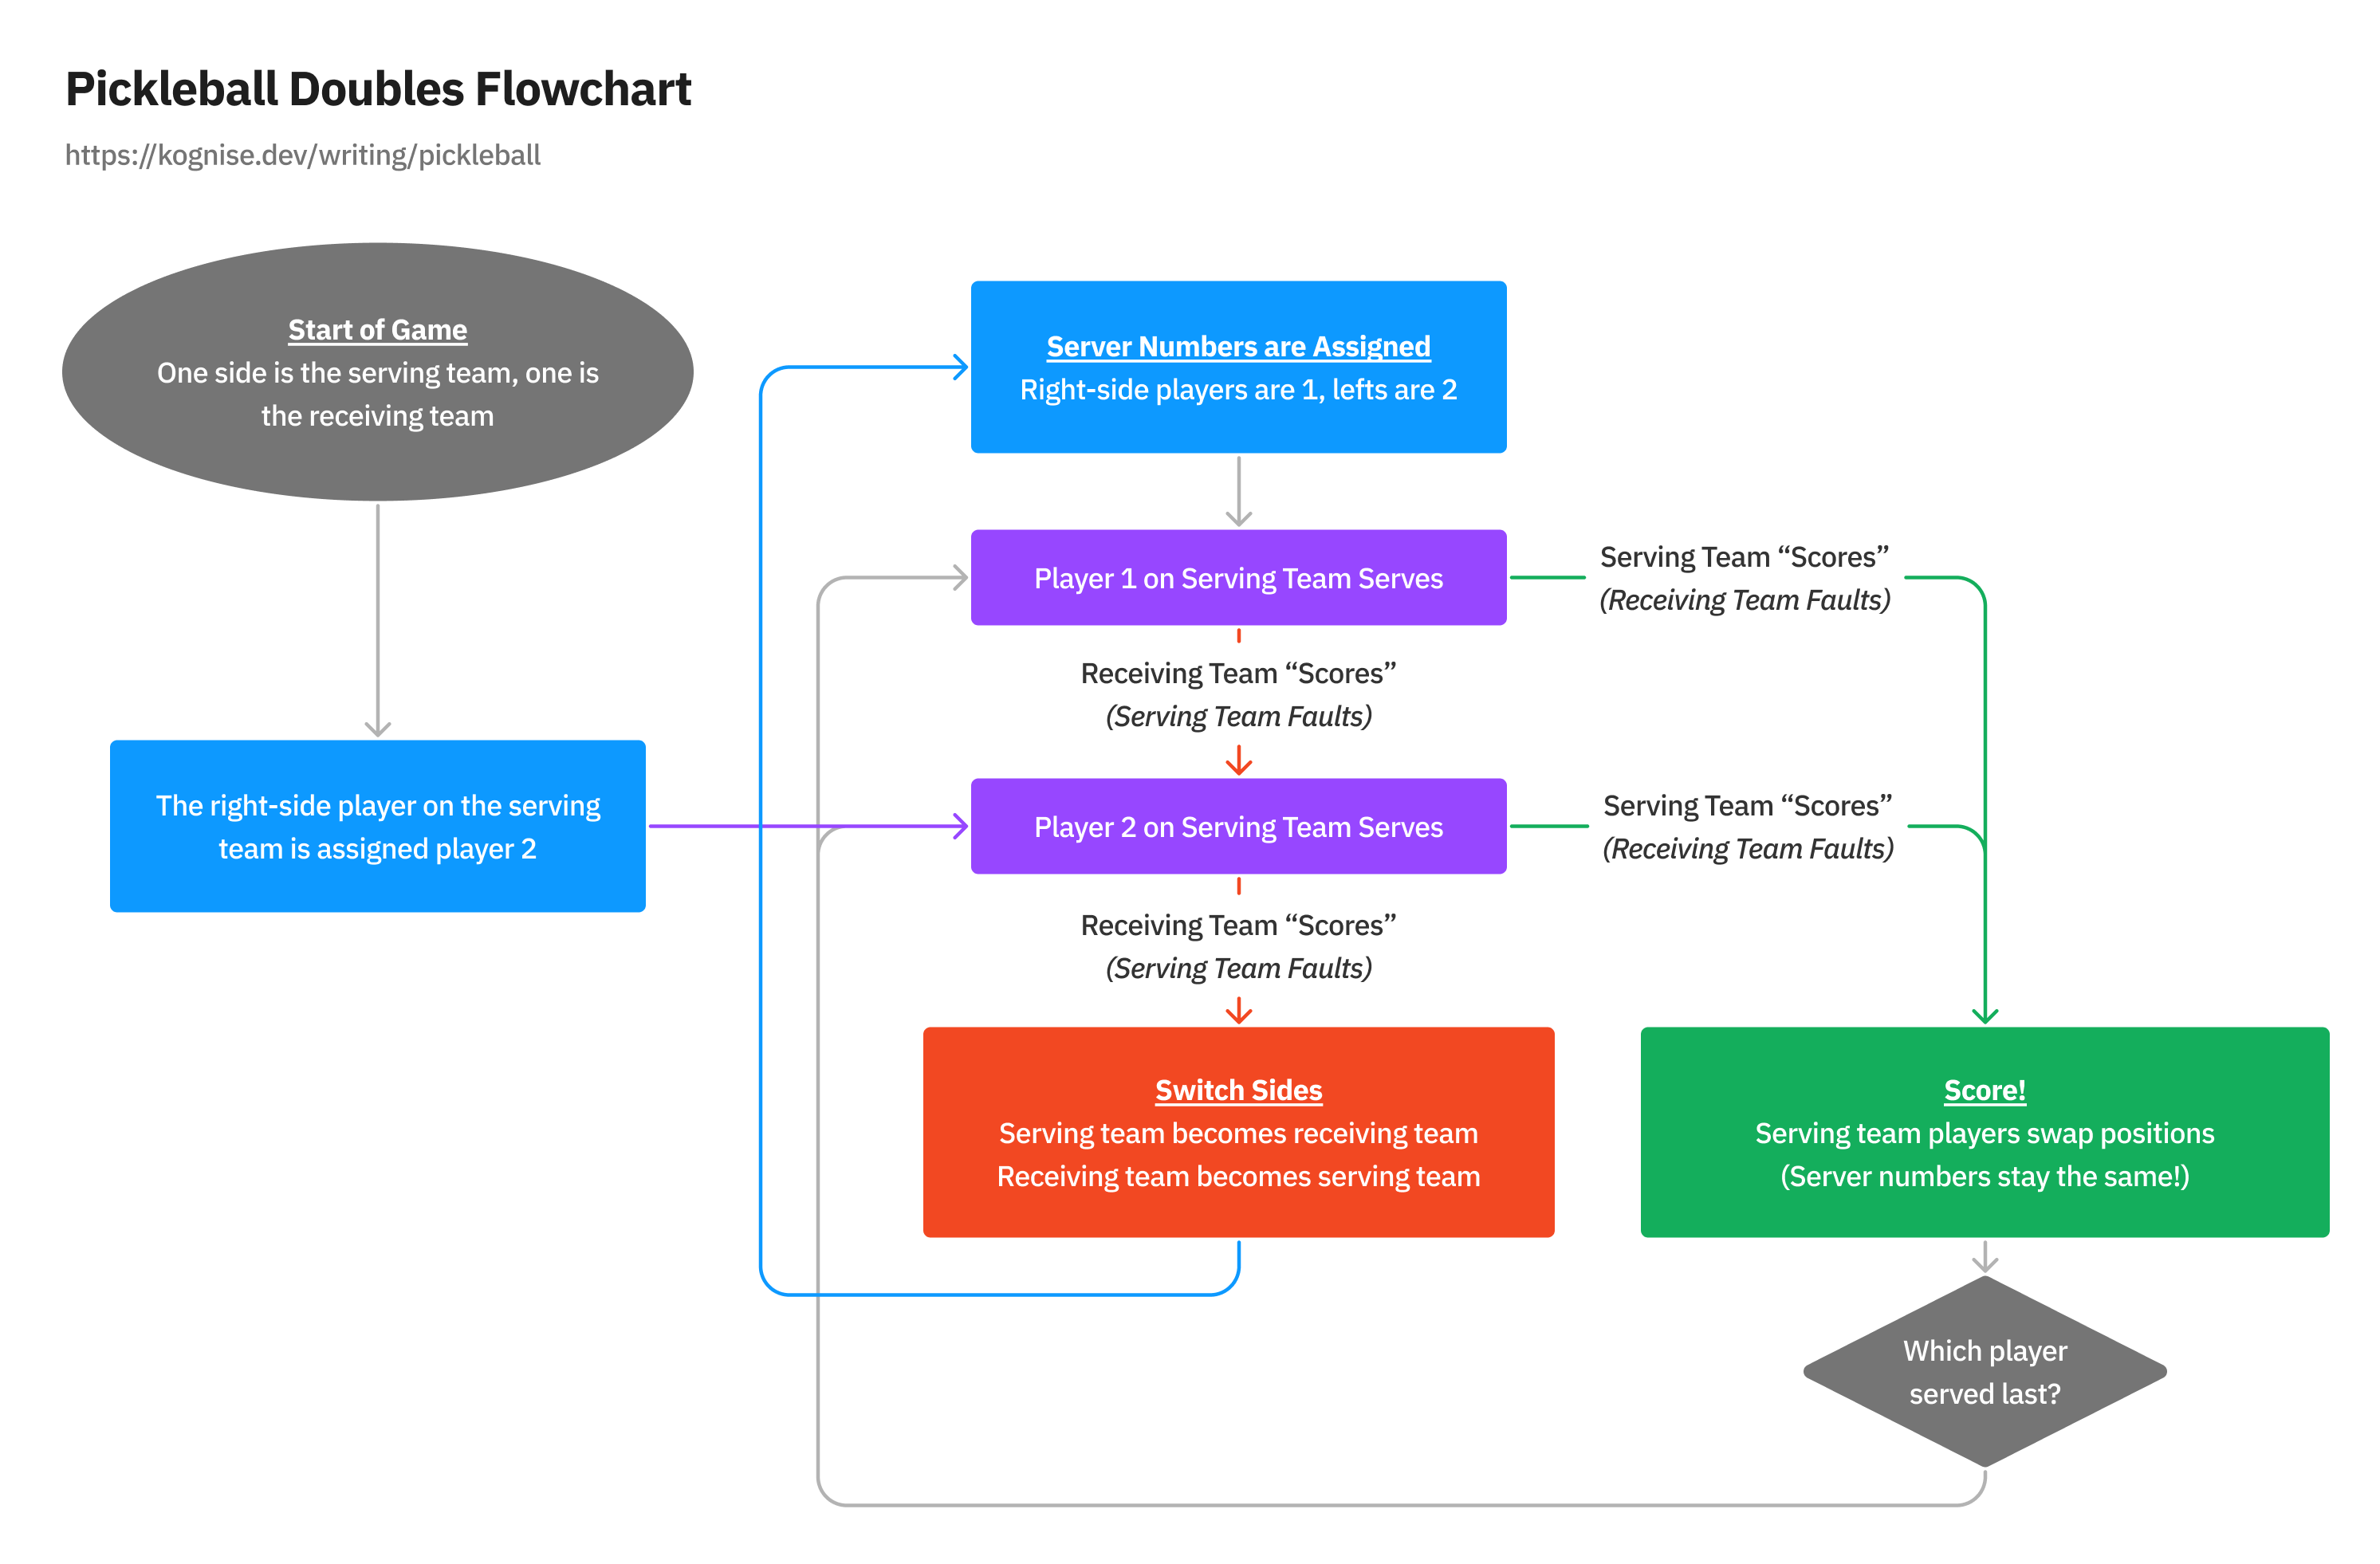 Pickleball Doubles Flowchart
https://kognise.dev/writing/pickleball
Start of Game
One side is the serving team, one is
the receiving team
The right-side player on the serving
team is assigned player 2
Server Numbers are Assigned
Right-side players are 1, lefts are 2
Player 1 on Serving Team Serves
Serving Team “Scores”
(Receiving Team Faults)
Receiving Team “Scores”
(Serving Team Faults)
Player 2 on Serving Team Serves
Serving Team “Scores”
(Receiving Team Faults)
Receiving Team “Scores”
(Serving Team Faults)
Switch Sides
Serving team becomes receiving team
Receiving team becomes serving team
Score!
Serving team players swap positions
(Server numbers stay the same!)
Which player
served last?